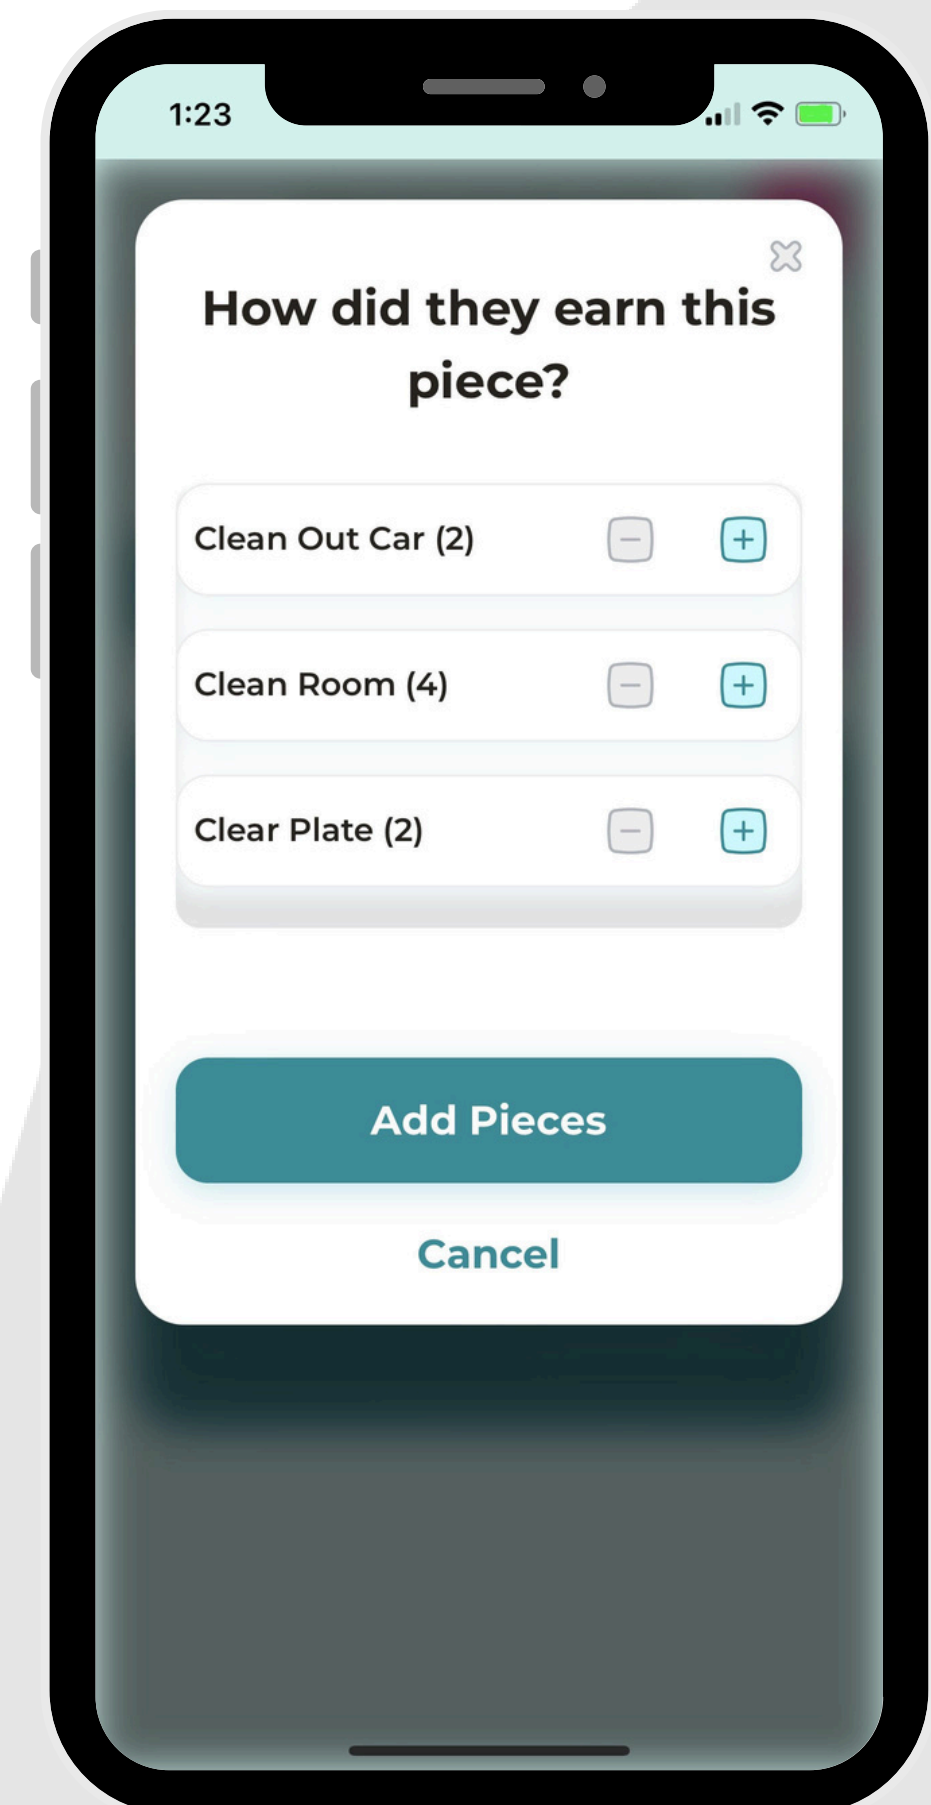 1:23
How did they earn this
piece?
Clean Out Car (2)
Clean Room (4)
Clear Plate (2)
Add Pieces
Cancel